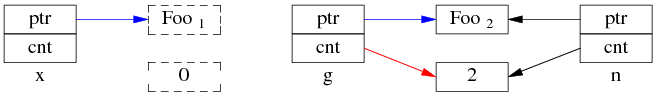 ptr Foo 1 ptr Foo 2 ptr
cnt cnt cnt
x 0 g 2 n